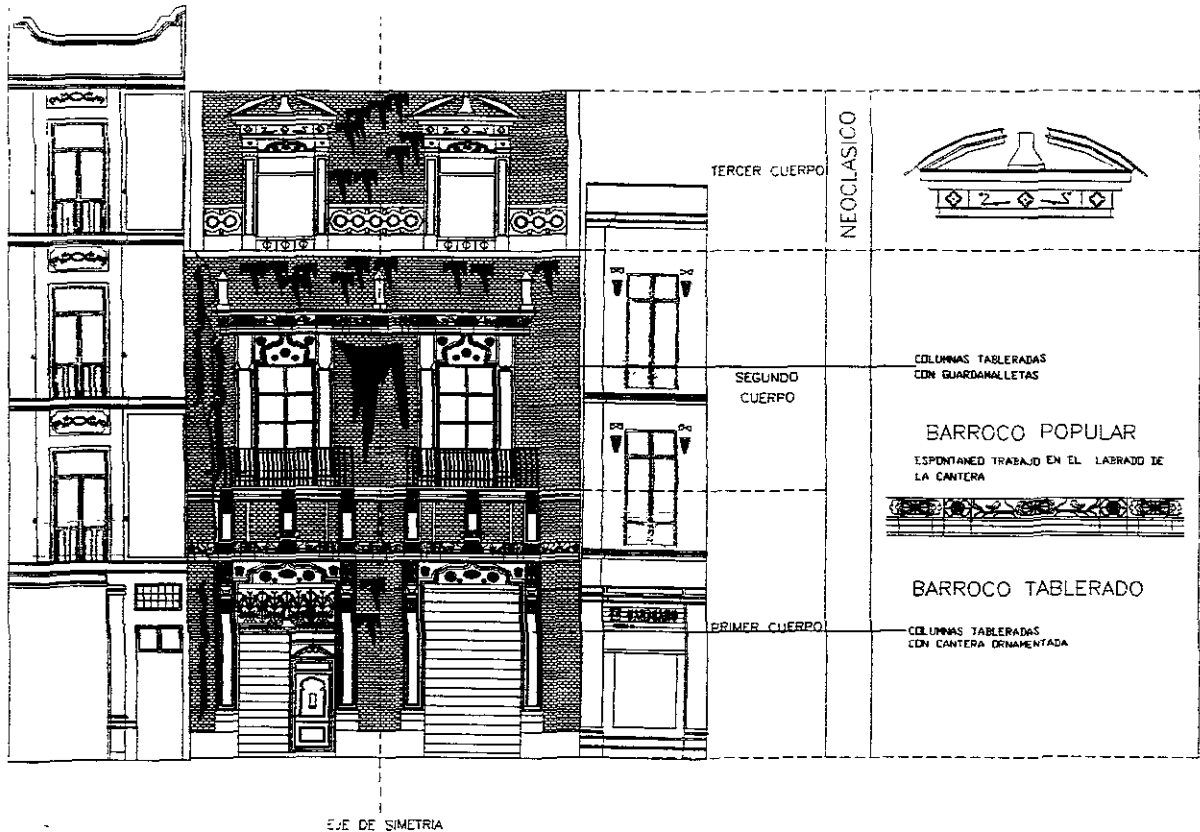 TERCER CUERPO
NEOCLASICO
COLUMNAS TABLERADAS
CON GUARDAMALLETAS
SEGUNDO
CUERPO
BARROCO POPULAR
ESPONTANEO TRABAJO EN EL LABRADO DE
LA CANTERA
BARROCO TABLERADO
PRIMER CUERPO
COLUMNAS TABLERADAS
CON CANTERA ORNAMENTADA
EJE DE SIMETRIA